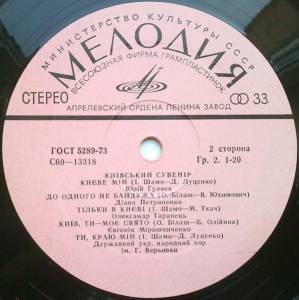 МИНИСТЕРСТВО КУЛЬТУРЫ СССР
МЕЛОДИЯ
ВСЕСОЮЗНАЯ ФИРМА ГРАМПЛАСТИНОК
СТЕРЕО
33
АПРЕЛЕВСКИЙ ОРДЕНА ЛЕНИНА ЗАВОД
ГОСТ 5289-73
2 сторона
С60—13318
Гр. 2. 1-20
КИЇВСЬКИЙ СУВЕНІР
КИЄВЕ МІЙ (І. Шамо—Д. Луценко)
Юрій Гуляєв
ДО ОДНОГО НЕ БАЙДУЖА (О. Білаш—В. Юхимович)
Діана Петриненко
ТІЛЬКИ В КИЄВІ (І. Шамо—М. Ткач)
Олександр Таранець
КИЇВ, ТИ—МОЄ СВЯТО (О. Білаш—Б. Олійник)
Євгенія Мірошниченко
ТИ, КРАЮ МІЙ (І. Шамо—Д. Луценко)
Державний укр. народний хор
ім. Г. Верьовки